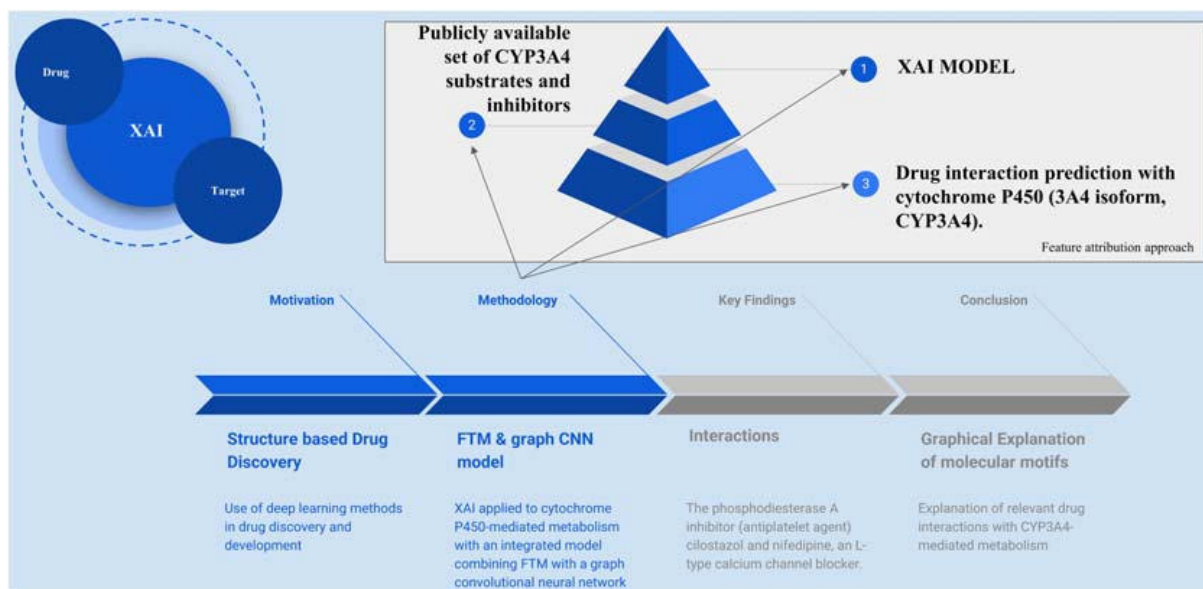 Drug
XAI
Target
Publicly available
set of CYP3A4
substrates and
inhibitors
2
1
XAI MODEL
3
Drug interaction prediction with
cytochrome P450 (3A4 isoform,
CYP3A4).
Feature attribution approach
Motivation
Methodology
Key Findings
Conclusion
Structure based Drug
Discovery
Use of deep learning methods
in drug discovery and
development
FTM & graph CNN
model
XAI applied to cytochrome
P450-mediated metabolism
with an integrated model
combining FTM with a graph
convolutional neural network
Interactions
The phosphodiesterase A
inhibitor (antiplatelet agent)
cilostazol and nifedipine, an L-
type calcium channel blocker.
Graphical Explanation
of molecular motifs
Explanation of relevant drug
interactions with CYP3A4-
mediated metabolism